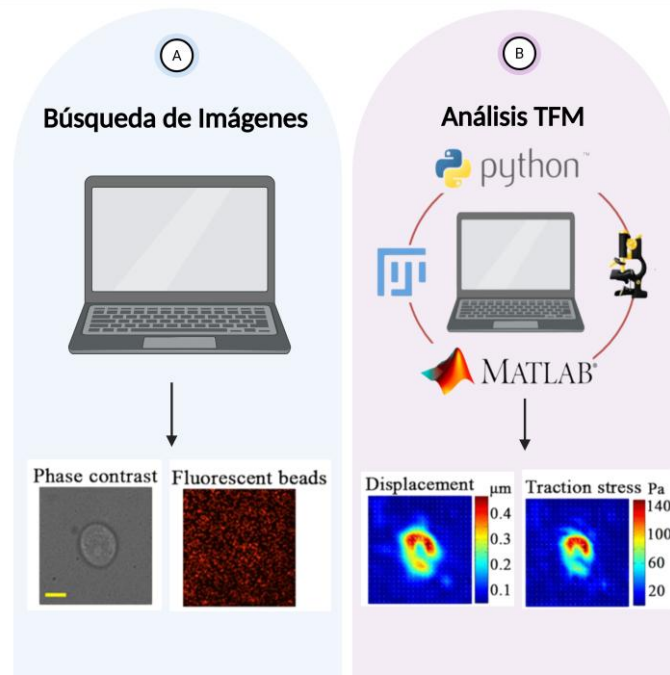 A
Búsqueda de Imágenes
Phase contrast
Fluorescent beads
B
Análisis TFM
python™
MATLAB®
Displacement
μm
0.4
0.3
0.2
0.1
Traction stress
Pa
140
100
60
20